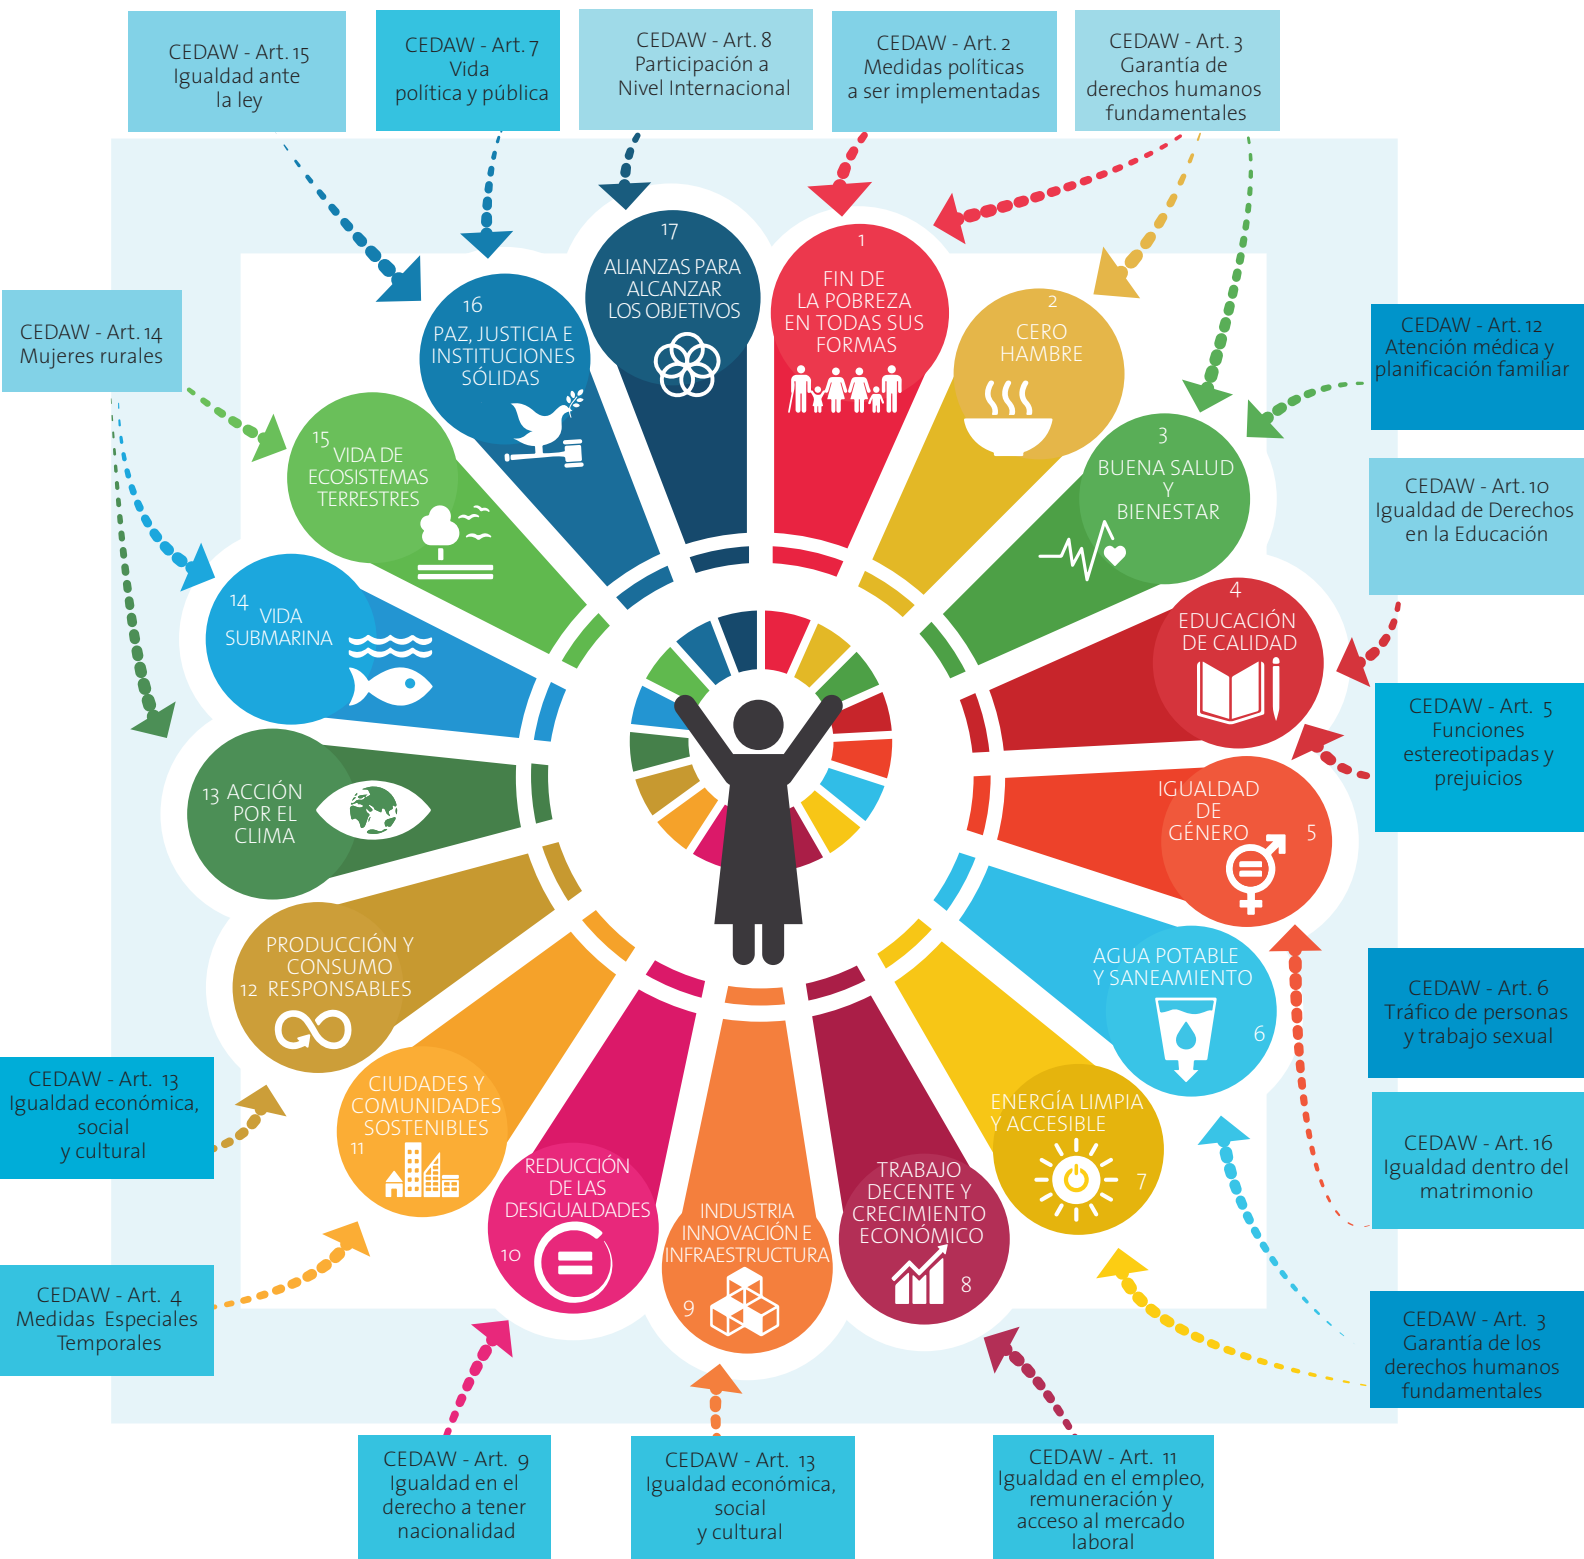 CEDAW - Art. 15
Igualdad ante
la ley
CEDAW - Art. 7
Vida
política y pública
CEDAW - Art. 8
Participación a
Nivel Internacional
CEDAW - Art. 2
Medidas políticas
a ser implementadas
CEDAW - Art. 3
Garantía de
derechos humanos
fundamentales
CEDAW - Art. 14
Mujeres rurales
CEDAW - Art. 12
Atención médica y
planificación familiar
CEDAW - Art. 10
Igualdad de Derechos
en la Educación
CEDAW - Art. 5
Funciones
estereotipadas y
prejuicios
CEDAW - Art. 6
Tráfico de personas
y trabajo sexual
CEDAW - Art. 16
Igualdad dentro del
matrimonio
CEDAW - Art. 3
Garantía de los
derechos humanos
fundamentales
CEDAW - Art. 11
Igualdad en el empleo,
remuneración y
acceso al mercado
laboral
CEDAW - Art. 13
Igualdad económica,
social
y cultural
CEDAW - Art. 9
Igualdad en el
derecho a tener
nacionalidad
CEDAW - Art. 4
Medidas Especiales
Temporales
CEDAW - Art. 13
Igualdad económica,
social
y cultural
1
FIN DE
LA POBREZA
EN TODAS SUS
FORMAS
2
CERO
HAMBRE
3
BUENA SALUD
Y
BIENESTAR
4
EDUCACIÓN
DE CALIDAD
IGUALDAD
DE
GÉNERO 5
AGUA POTABLE
Y SANEAMIENTO
6
ENERGÍA LIMPIA
Y ACCESIBLE
7
TRABAJO
DECENTE Y
CRECIMIENTO
ECONÓMICO
8
INDUSTRIA
INNOVACIÓN E
INFRAESTRUCTURA
9
REDUCCIÓN
DE LAS
DESIGUALDADES
10
CIUDADES Y
COMUNIDADES
SOSTENIBLES
11
PRODUCCIÓN Y
CONSUMO
12 RESPONSABLES
13 ACCIÓN
POR EL
CLIMA
14
VIDA
SUBMARINA
15
VIDA DE
ECOSISTEMAS
TERRESTRES
16
PAZ, JUSTICIA E
INSTITUCIONES
SÓLIDAS
17
ALIANZAS PARA
ALCANZAR
LOS OBJETIVOS